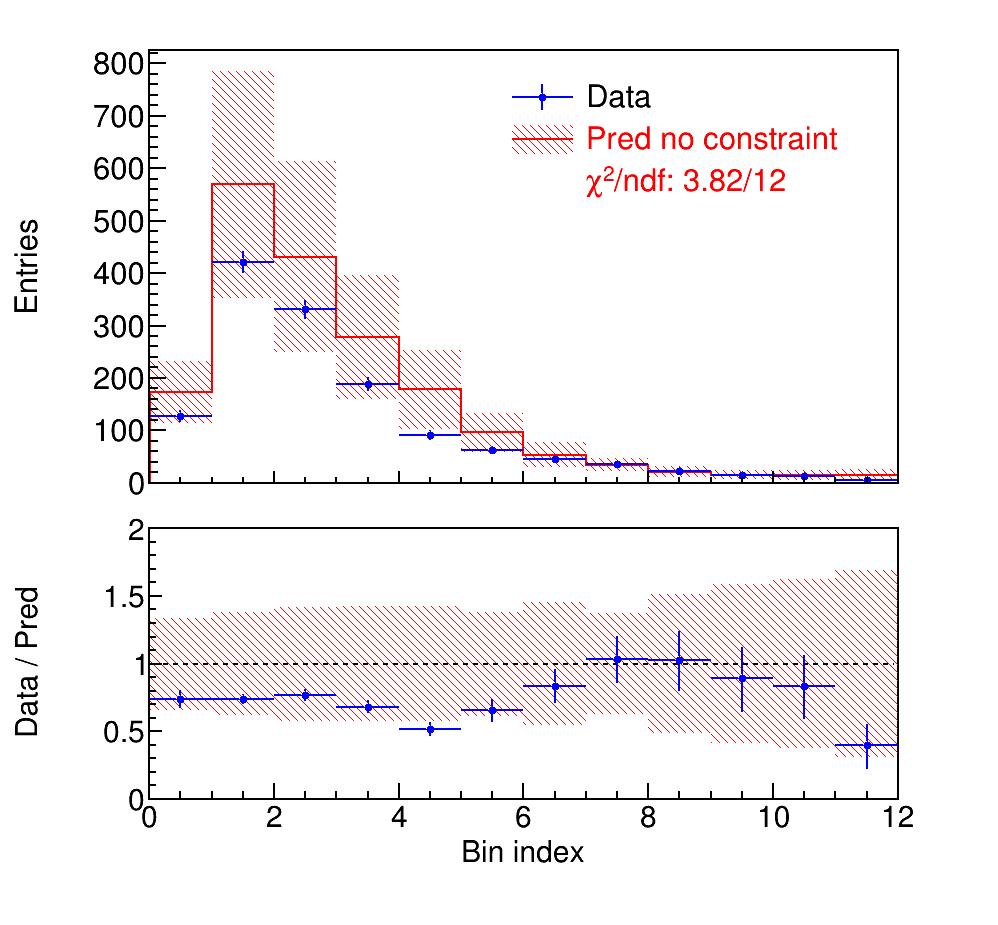 800
700
600
500
400
300
200
100
0
Entries
Data
Pred no constraint
χ²/ndf: 3.82/12
2
1.5
1
0.5
0
Data / Pred
0 2 4 6 8 10 12
Bin index